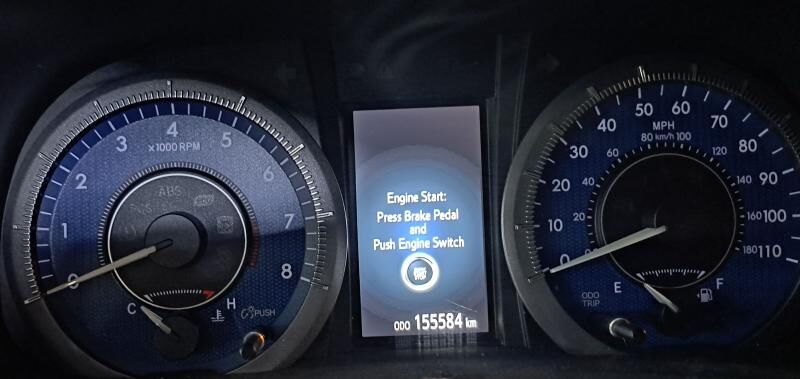 0
1
2
3
4
5
6
7
8
x1000 RPM
ABS
C
H
PUSH
Engine Start:
Press Brake Pedal
and
Push Engine Switch
ODO 155584 km
0
10
20
30
40
50
60
70
80
90
100
110
MPH
80 km/h 100
0
20
40
60
120
140
160
180
E
F
ODO
TRIP